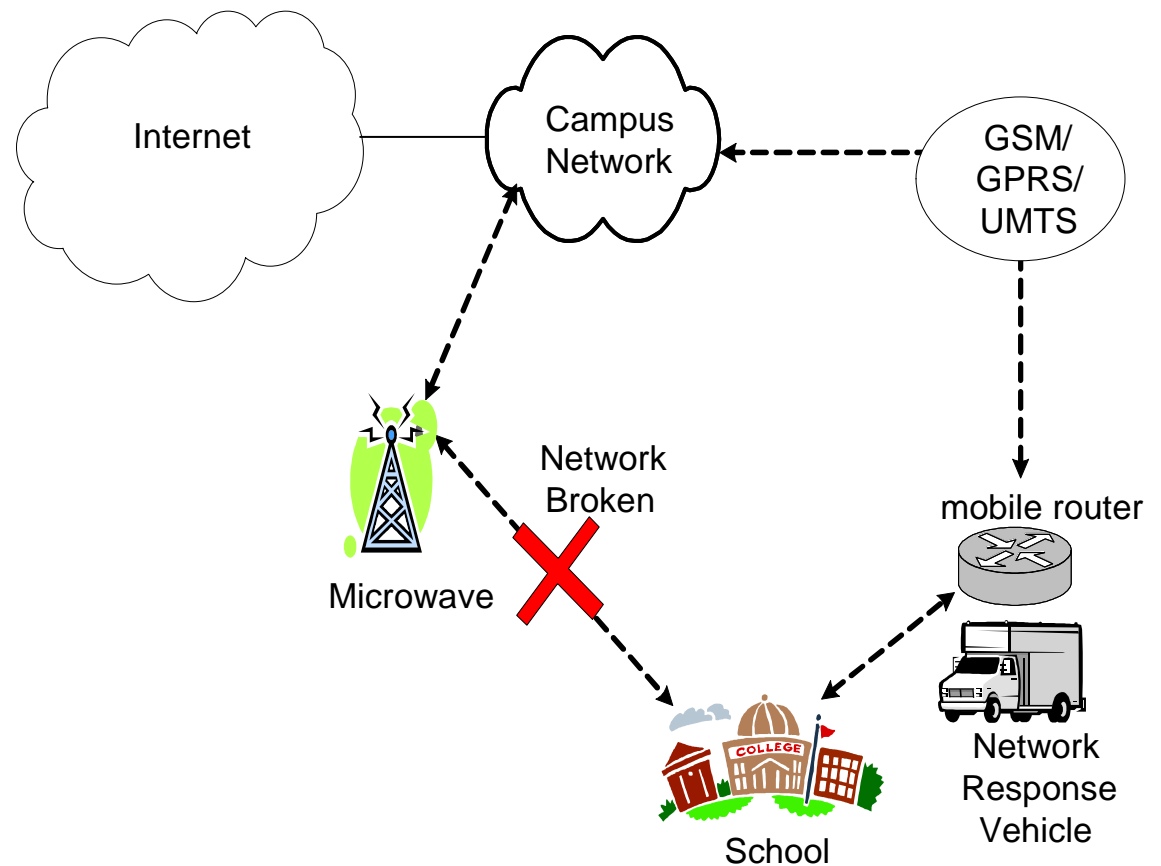 Internet
Campus
Network
GSM/
GPRS/
UMTS
Network
Broken
mobile router
Microwave
COLLEGE
Network
Response
Vehicle
School